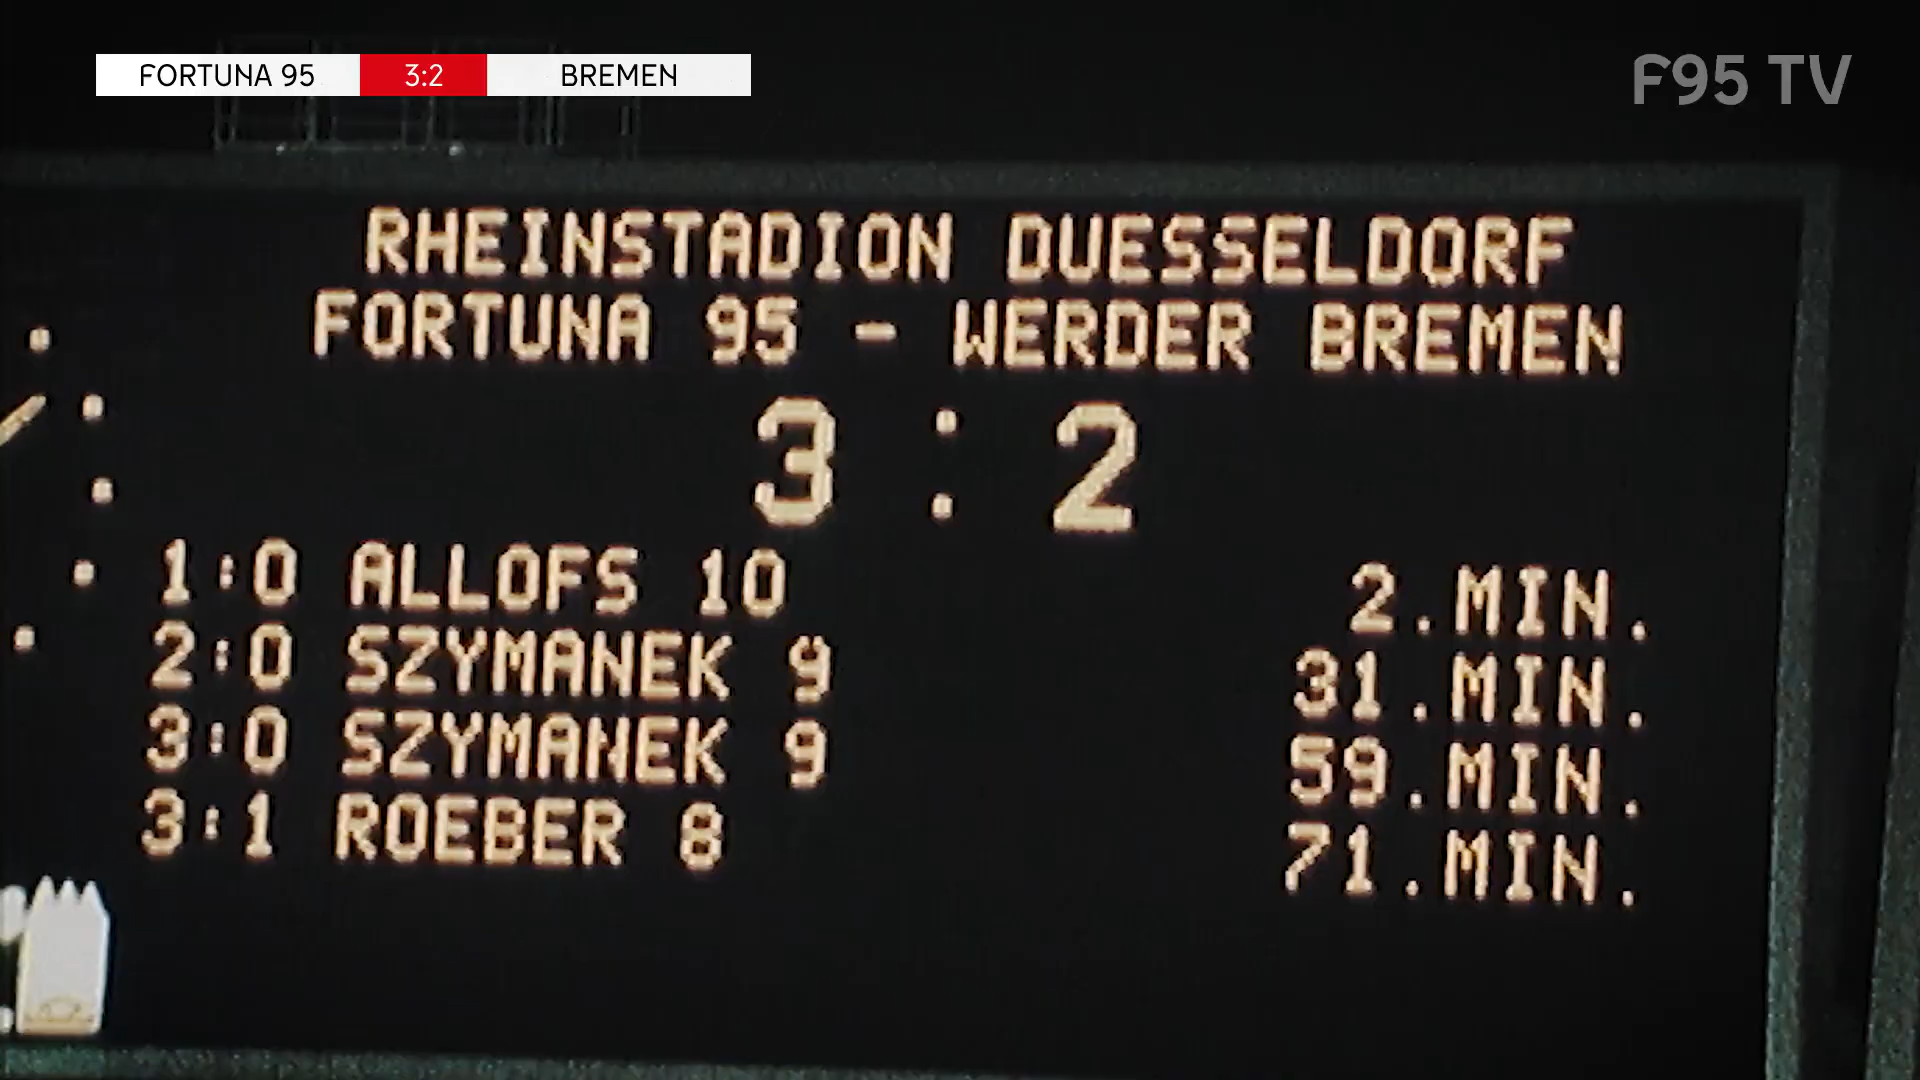 FORTUNA 95 3:2 BREMEN
F95 TV
RHEINSTADION DUESSELDORF
FORTUNA 95 - WERDER BREMEN
3 : 2
1:0 ALLOFS 10 2.MIN.
2:0 SZYMANEK 9 31.MIN.
3:0 SZYMANEK 9 59.MIN.
3:1 ROEBER 8 71.MIN.